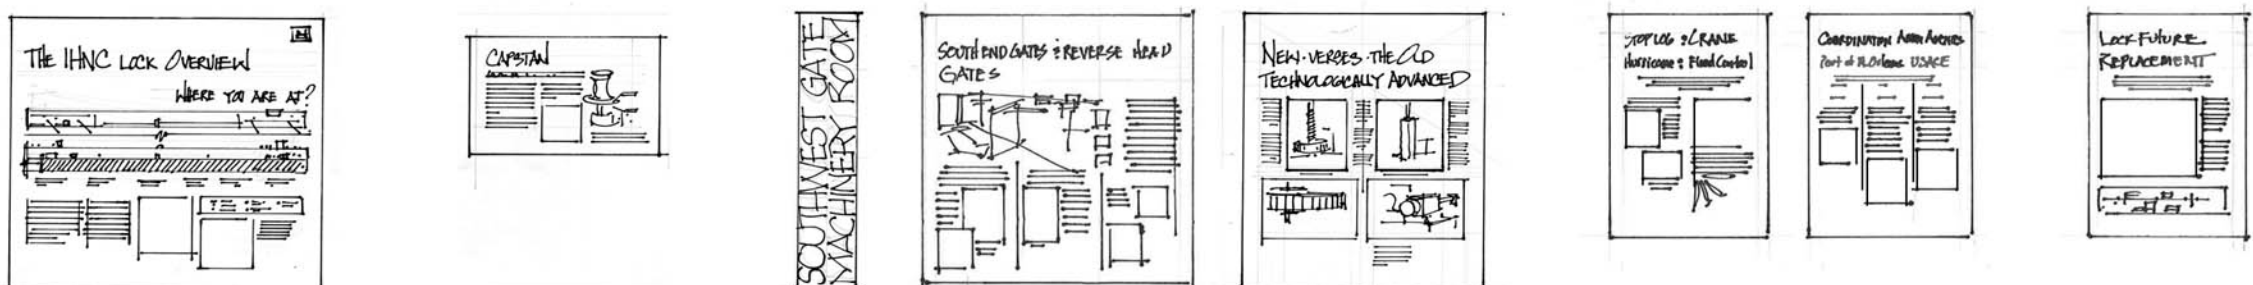 THE IHNC LOCK OVERVIEW
WHERE YOU ARE AT?
CAPSTAN
SOUTHWEST GATE
MACHINERY ROOM
SOUTH END GATES & REVERSE HEAD
GATES
NEW. VERSES. THE OLD
TECHNOLOGICALLY ADVANCED
STOP LOG & CRANE
Hurricane & Flood Control
COORDINATION Among Agencies
Port of N.Orleans USACE
LOCK FUTURE
REPLACEMENT